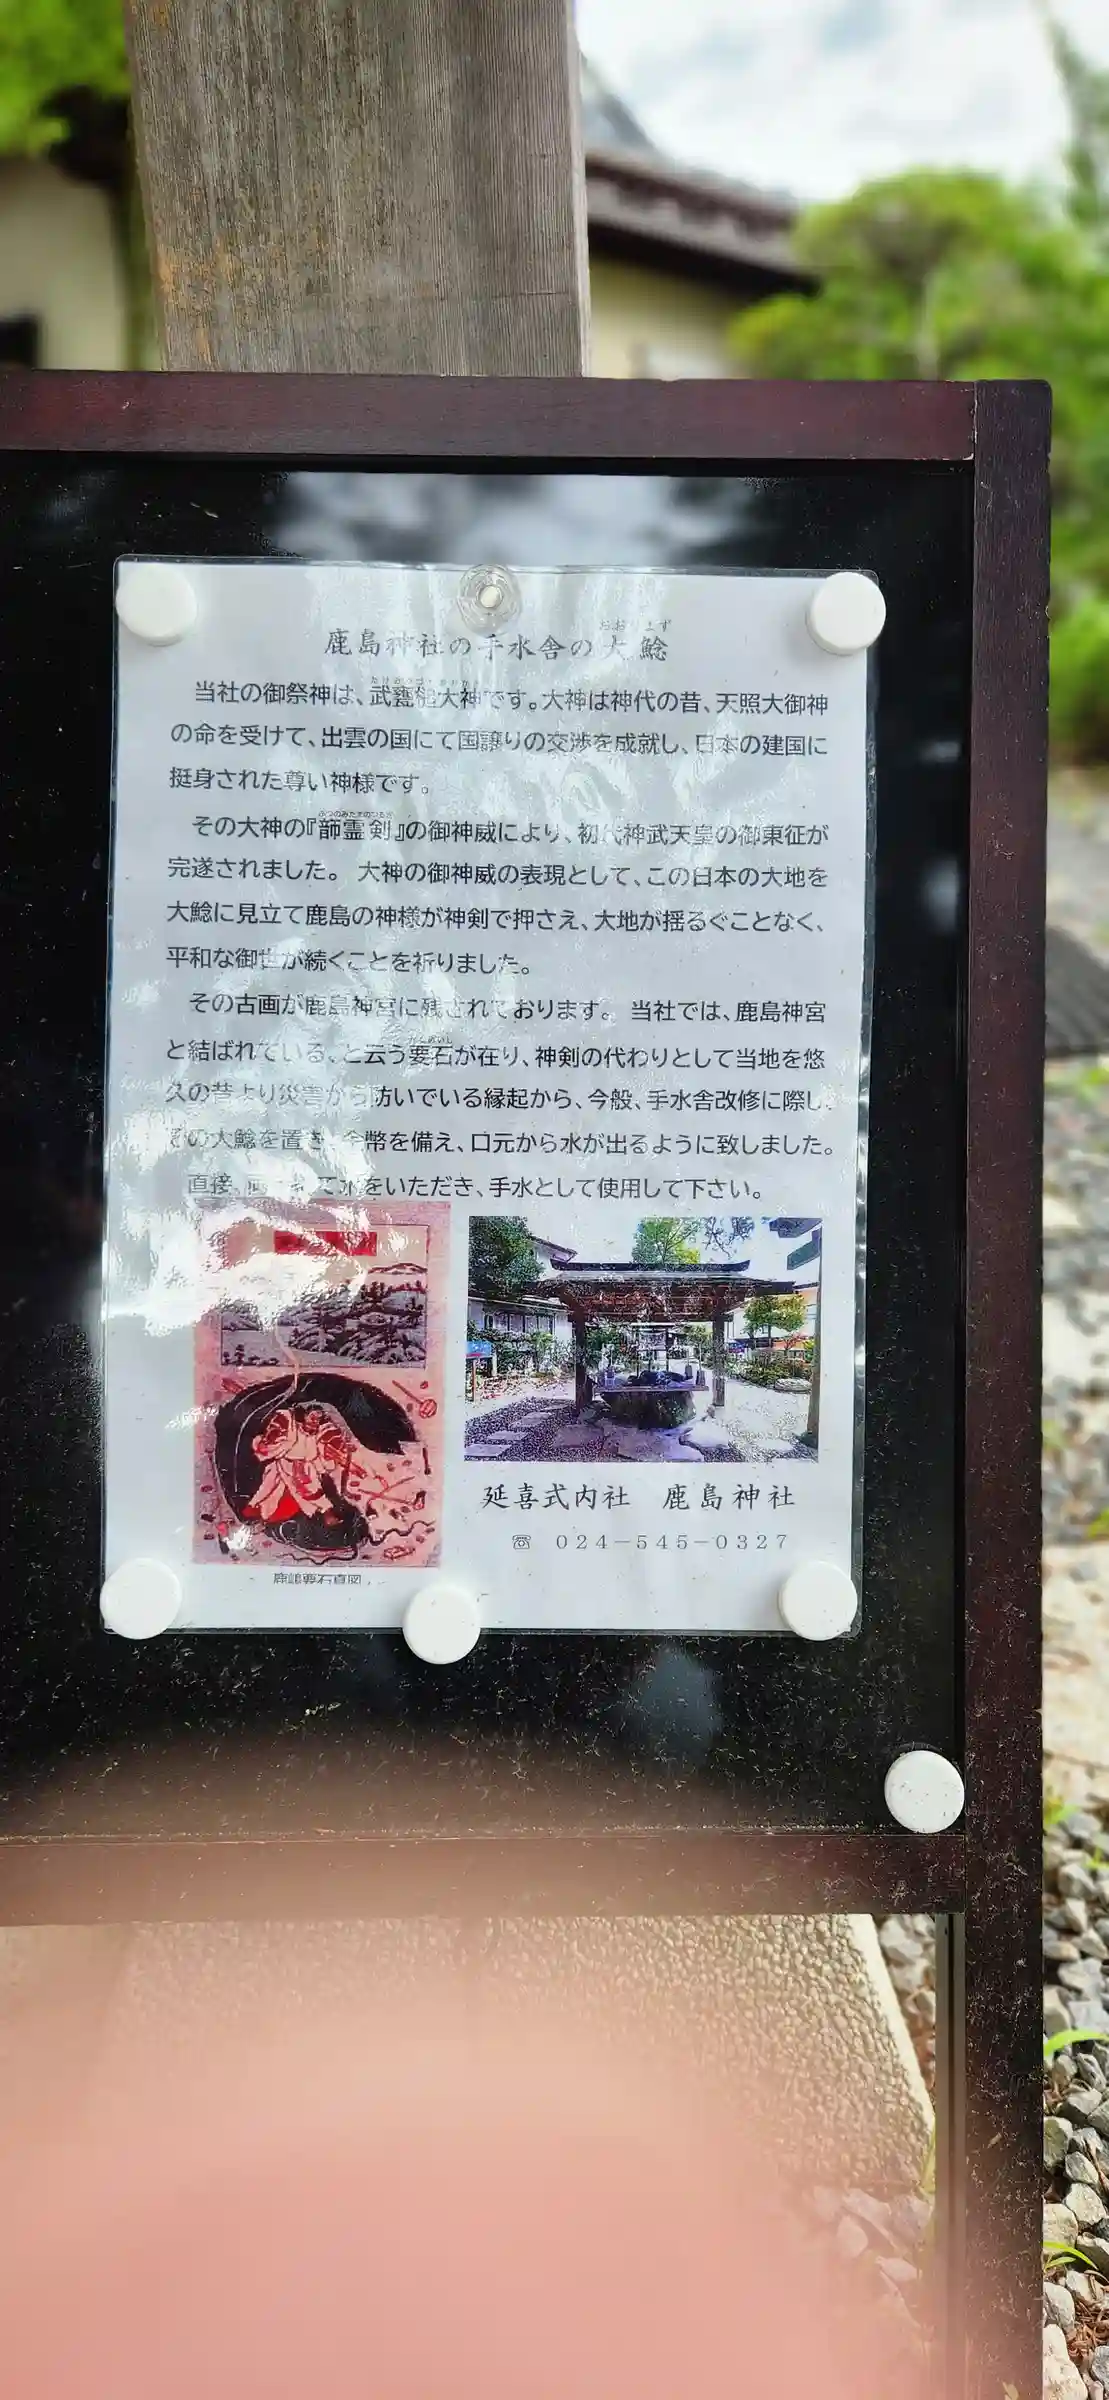 鹿島神社の手水舎の大鯰
当社の御祭神は、武甕槌大神です。大神は神代の昔、天照大御神
の命を受けて、出雲の国にて国譲りの交渉を成就し、日本の建国に
挺身された尊い神様です。
その大神の『韴霊剣』の御神威により、初代神武天皇の御東征が
完遂されました。 大神の御神威の表現として、この日本の大地を
大鯰に見立て鹿島の神様が神剣で押さえ、大地が揺るぐことなく、
平和な御世が続くことを祈りました。
その古画が鹿島神宮に残されております。 当社では、鹿島神宮
と結ばれている、と云う要石が在り、神剣の代わりとして当地を悠
久の昔より災害から防いでいる縁起から、今般、手水舎改修に際し、
その大鯰を置き、金幣を備え、口元から水が出るように致しました。
直接、両 て水をいただき、手水として使用して下さい。
延喜式内社 鹿島神社
☏ 024-545-0327
鹿嶋要石真図